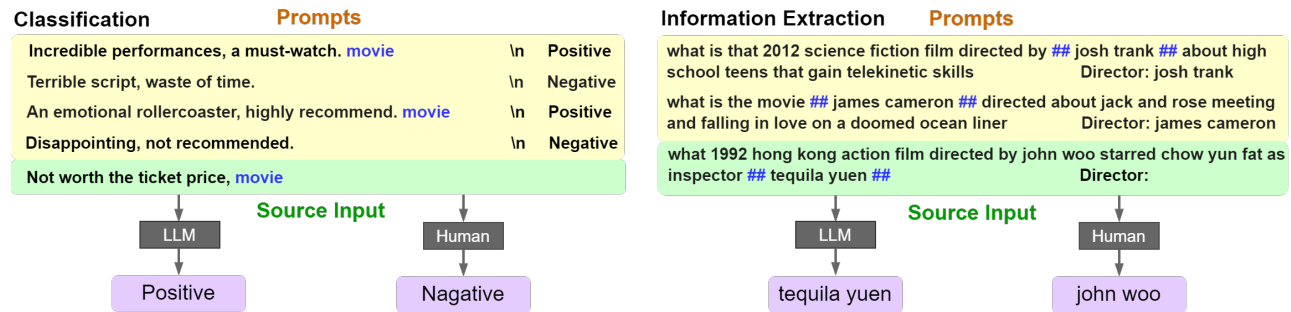 Classification Prompts
Incredible performances, a must-watch. movie \n Positive
Terrible script, waste of time. \n Negative
An emotional rollercoaster, highly recommend. movie \n Positive
Disappointing, not recommended. \n Negative
Not worth the ticket price, movie
Source Input
LLM Human
Positive Nagative
Information Extraction Prompts
what is that 2012 science fiction film directed by ## josh trank ## about high
school teens that gain telekinetic skills Director: josh trank
what is the movie ## james cameron ## directed about jack and rose meeting
and falling in love on a doomed ocean liner Director: james cameron
what 1992 hong kong action film directed by john woo starred chow yun fat as
inspector ## tequila yuen ## Director:
Source Input
LLM Human
tequila yuen john woo